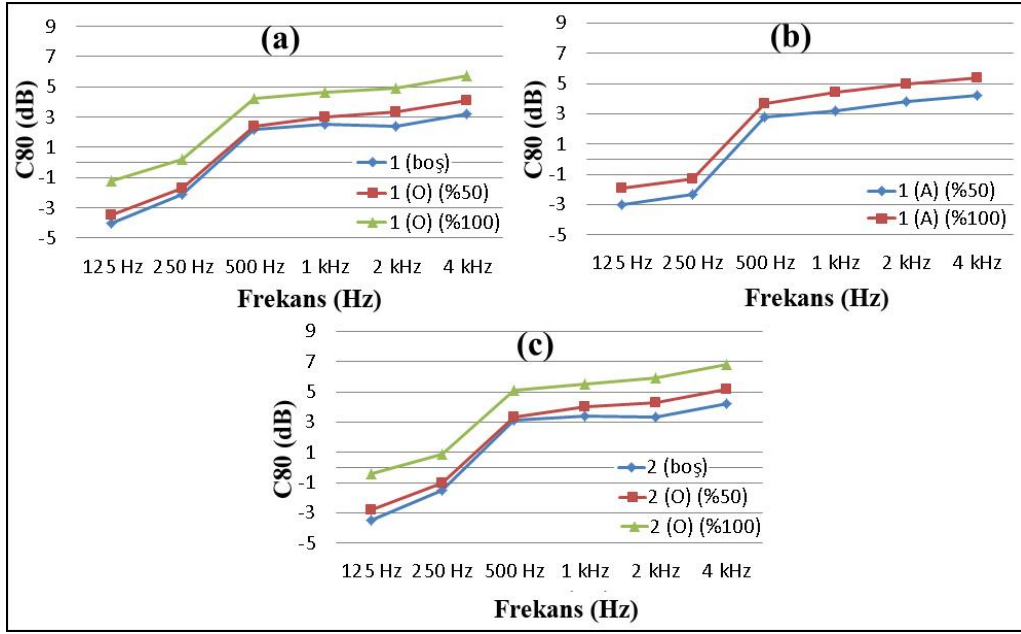 (a)
C80 (dB)
9
7
5
3
1
-1
-3
-5
1 (boş)
1 (O) (%50)
1 (O) (%100)
125 Hz 250 Hz 500 Hz 1 kHz 2 kHz 4 kHz
Frekans (Hz)
(b)
C80 (dB)
9
7
5
3
1
-1
-3
-5
1 (A) (%50)
1 (A) (%100)
125 Hz 250 Hz 500 Hz 1 kHz 2 kHz 4 kHz
Frekans (Hz)
(c)
C80 (dB)
9
7
5
3
1
-1
-3
-5
2 (boş)
2 (O) (%50)
2 (O) (%100)
125 Hz 250 Hz 500 Hz 1 kHz 2 kHz 4 kHz
Frekans (Hz)